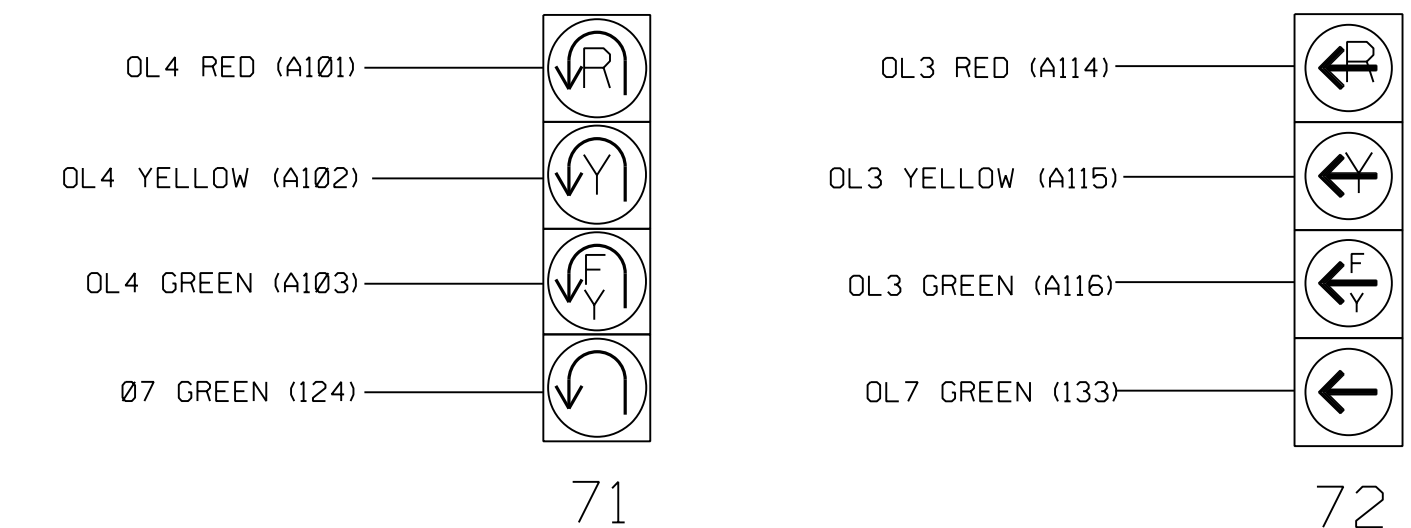 OL4 RED (A1Ø1)
R
OL4 YELLOW (A1Ø2)
Y
OL4 GREEN (A1Ø3)
F
Y
Ø7 GREEN (124)
71
OL3 RED (A114)
R
OL3 YELLOW (A115)
Y
OL3 GREEN (A116)
F
Y
OL7 GREEN (133)
72